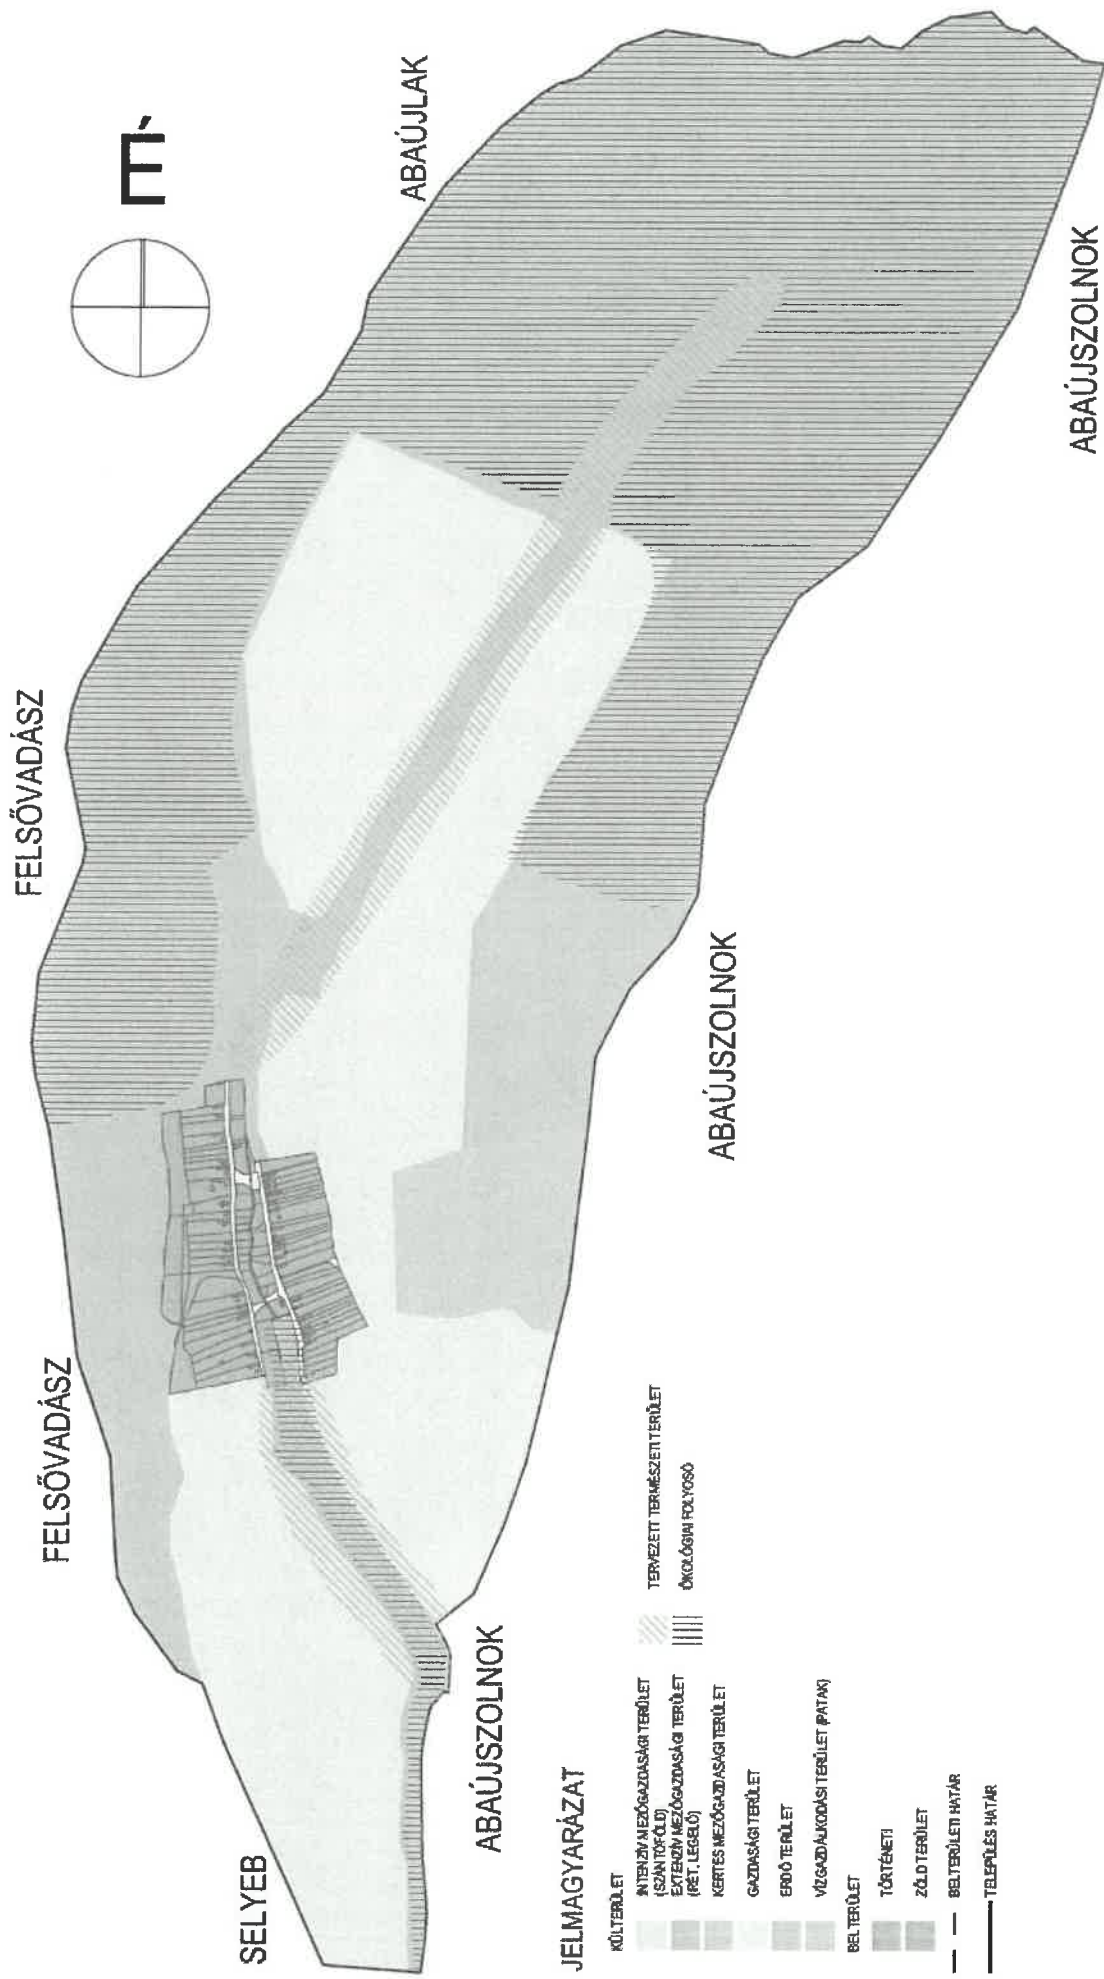 É
FELSŐVADÁSZ
ABAÚJLAK
FELSŐVADÁSZ
ABAÚJSZOLNOK
ABAÚJSZOLNOK
SELYEB
ABAÚJSZOLNOK
JELMAGYARÁZAT
KÜLTERÜLET
INTENZÍV MEZŐGAZDASÁGI TERÜLET
(SZÁNTÓFÖLD)
EXTENZÍV MEZŐGAZDASÁGI TERÜLET
(RÉT, LEGELŐ)
KERTES MEZŐGAZDASÁGI TERÜLET
GAZDASÁGI TERÜLET
ERDŐ TERÜLET
VÍZGAZDÁLKODÁSI TERÜLET (PATAK)
BELTERÜLET
TÖRTÉNETI
ZÖLD TERÜLET
BELTERÜLETI HATÁR
TELEPÜLÉS HATÁR
TERVEZETT TERMÉSZETI TERÜLET
ÖKOLÓGIAI FOLYOSÓ